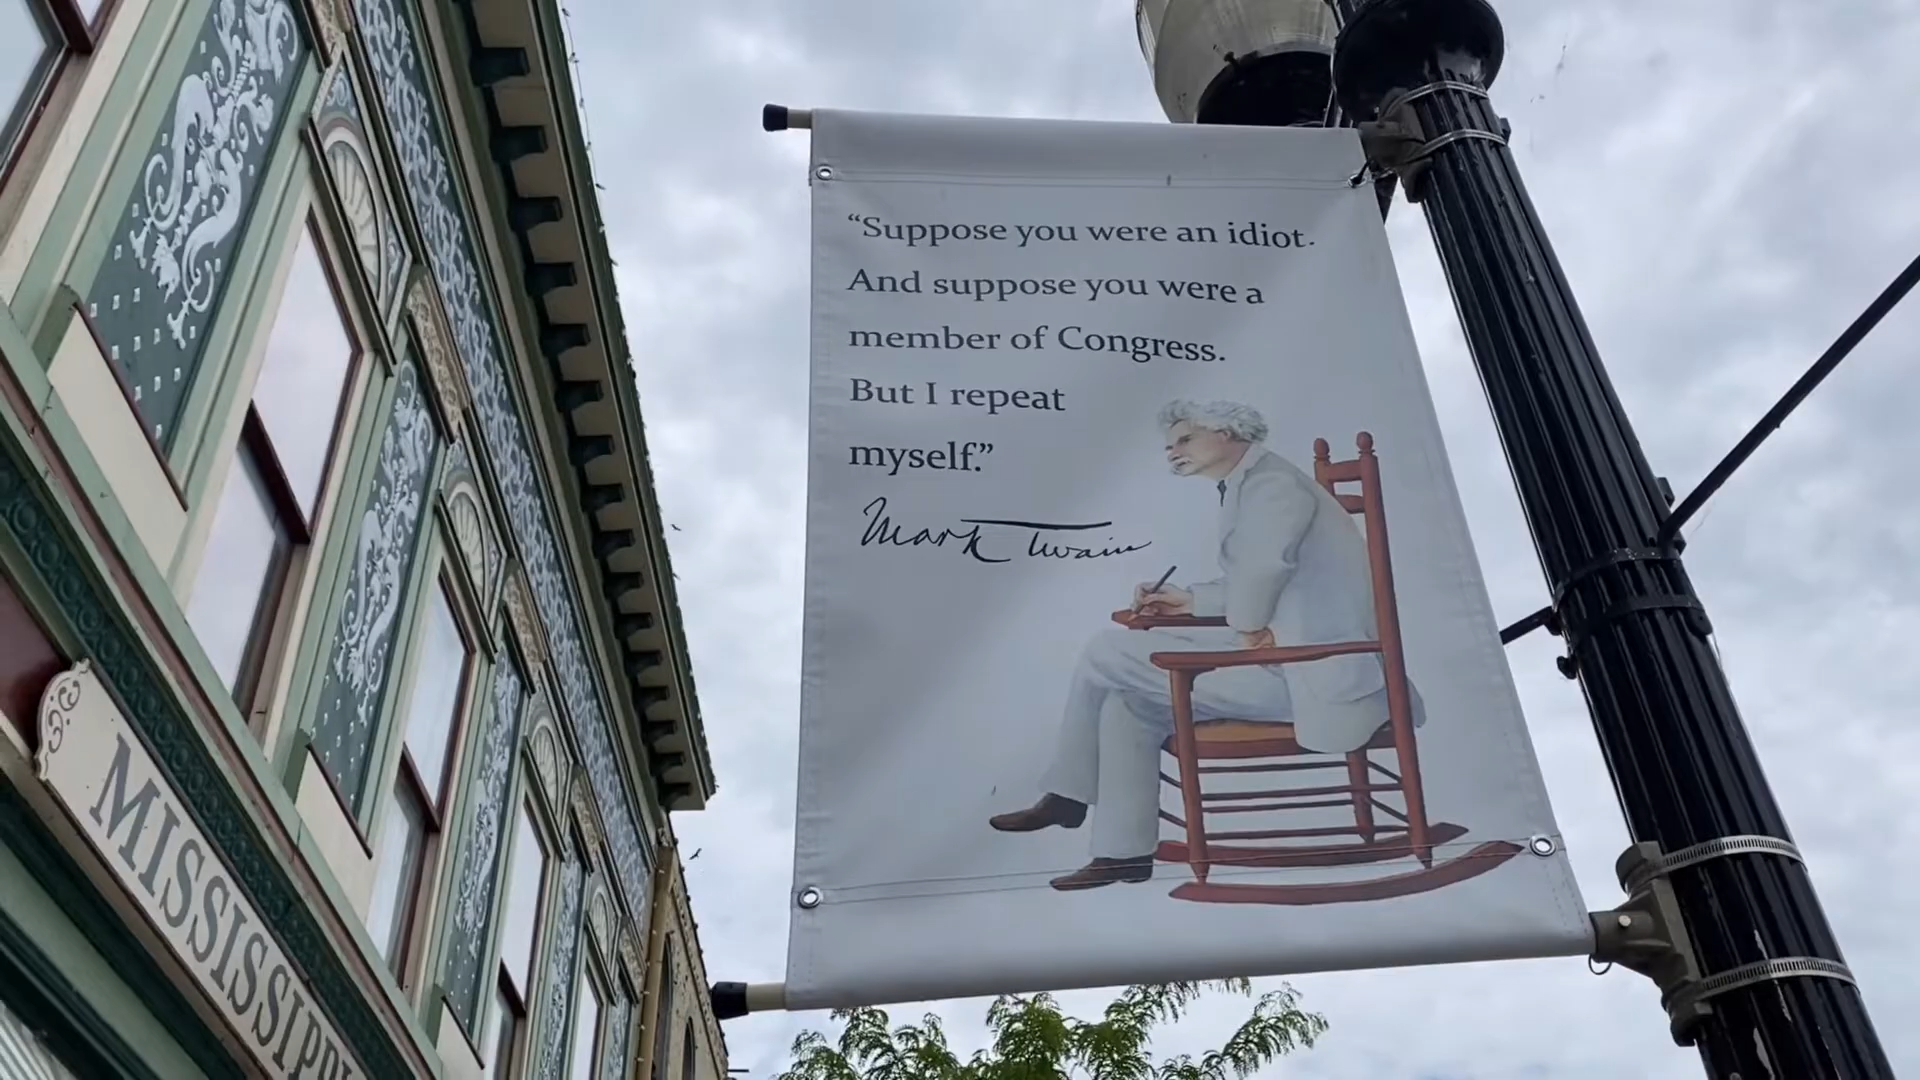 “Suppose you were an idiot.
And suppose you were a
member of Congress.
But I repeat
myself.”
Mark Twain
MISSISSIPPI